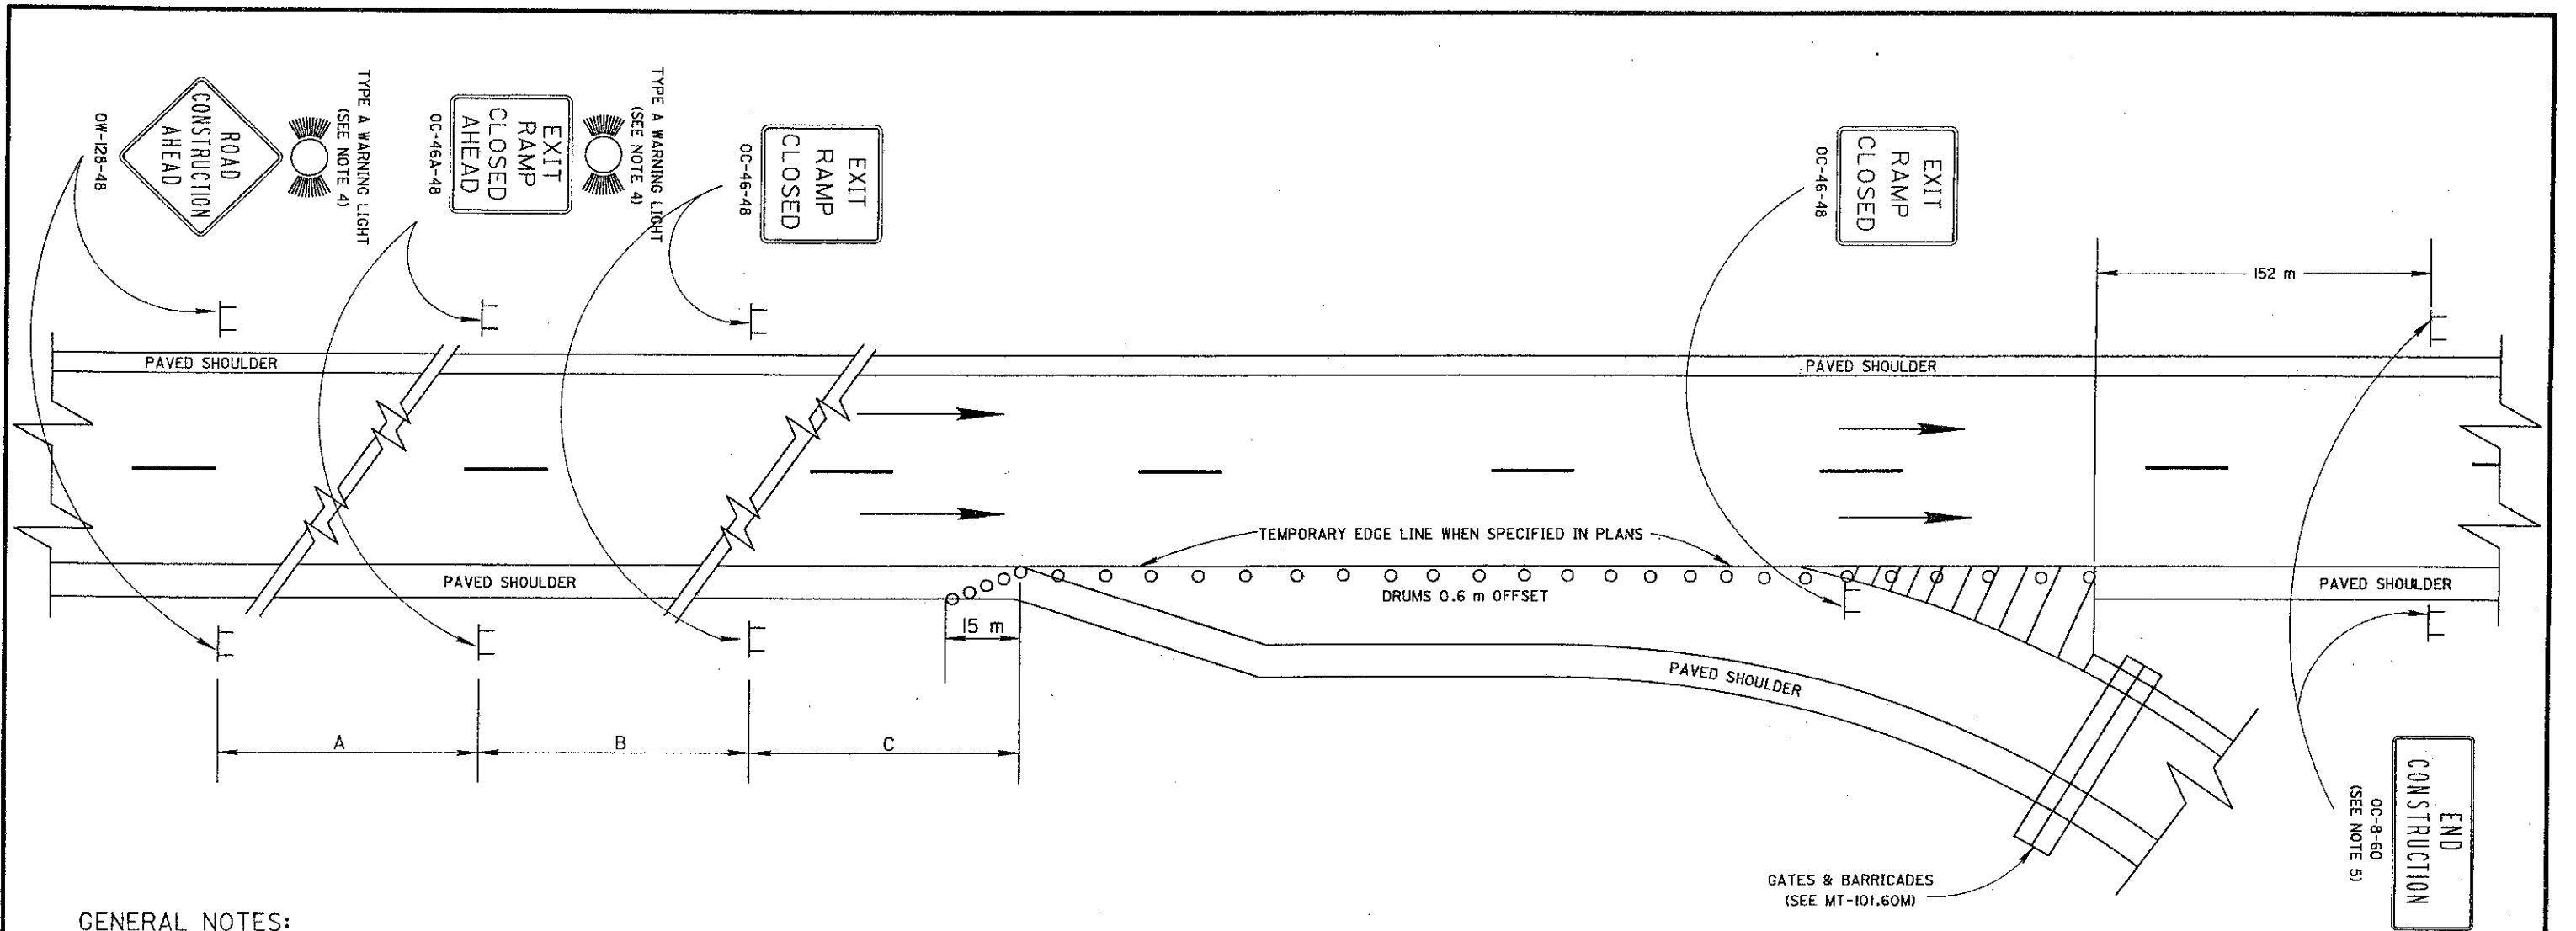 ROAD
CONSTRUCTION
AHEAD
OW-128-48
TYPE A WARNING LIGHT
(SEE NOTE 4)
EXIT
RAMP
CLOSED
AHEAD
OC-46A-48
TYPE A WARNING LIGHT
(SEE NOTE 4)
EXIT
RAMP
CLOSED
OC-46-48
EXIT
RAMP
CLOSED
OC-46-48
152 m
PAVED SHOULDER
PAVED SHOULDER
TEMPORARY EDGE LINE WHEN SPECIFIED IN PLANS
PAVED SHOULDER
DRUMS 0.6 m OFFSET
PAVED SHOULDER
15 m
PAVED SHOULDER
A
B
C
END
CONSTRUCTION
OC-8-60
(SEE NOTE 5)
GATES & BARRICADES
(SEE MT-101.60M)
GENERAL NOTES: